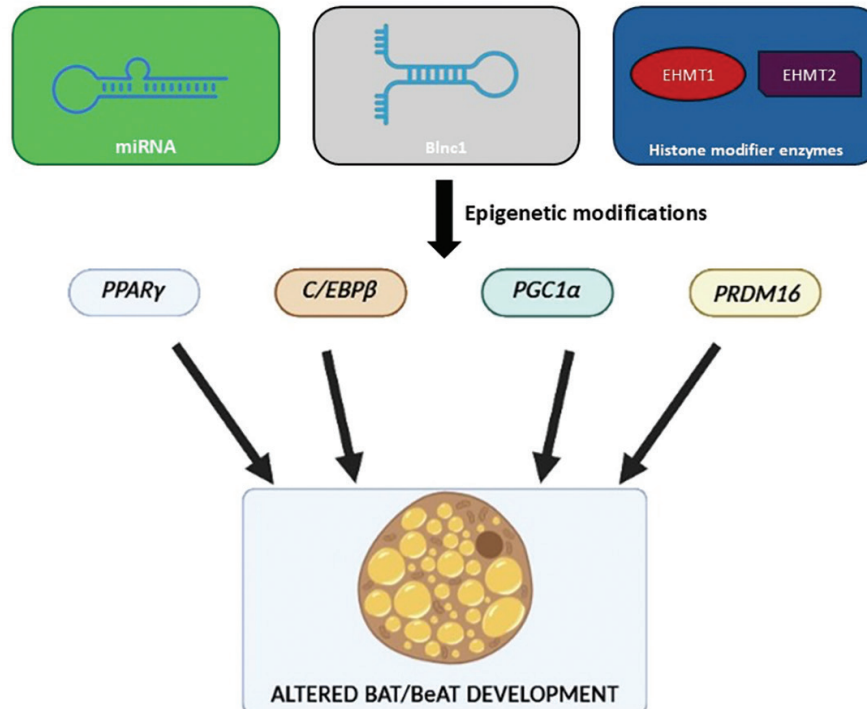 EHMT1
EHMT2
miRNA
Blnc1
Histone modifier enzymes
Epigenetic modifications
PPARγ
C/EBPβ
PGC1α
PRDM16
ALTERED BAT/BeAT DEVELOPMENT